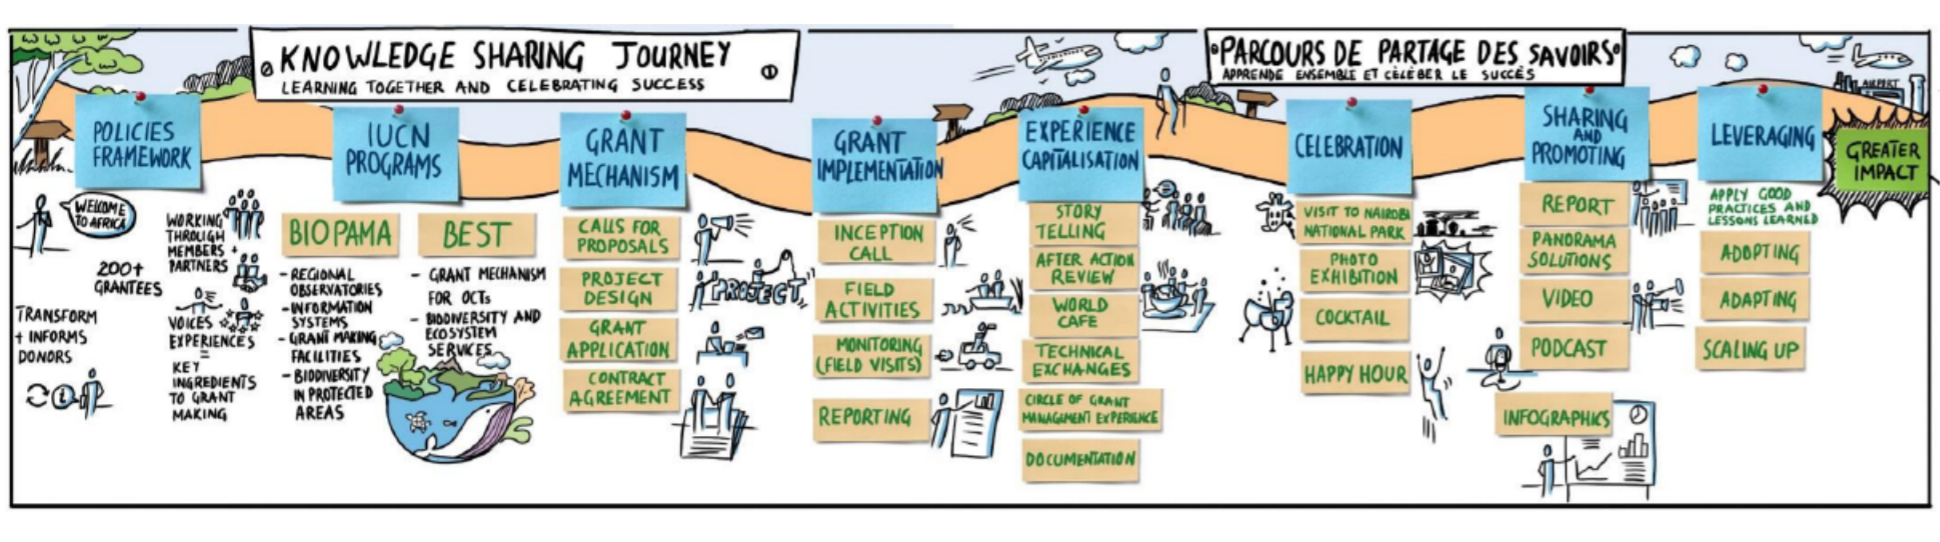 KNOWLEDGE SHARING JOURNEY
LEARNING TOGETHER AND CELEBRATING SUCCESS
PARCOURS DE PARTAGE DES SAVOIRS
APPRENDE ENSEMBLE ET CÉLÉBER LE SUCCÈS
AIRPORT
POLICIES
FRAMEWORK
WELCOME
TO AFRICA
200+
GRANTEES
TRANSFORM
+ INFORMS
DONORS
WORKING
THROUGH
MEMBERS +
PARTNERS
VOICES
EXPERIENCES
=
KEY
INGREDIENTS
TO GRANT
MAKING
IUCN
PROGRAMS
BIOPAMA
- REGIONAL
OBSERVATORIES
- INFORMATION
SYSTEMS
- GRANT MAKING
FACILITIES
- BIODIVERSITY
IN PROTECTED
AREAS
BEST
- GRANT MECHANISM
FOR OCTs
- BIODIVERSITY AND
ECOSYSTEM
SERVICES
GRANT
MECHANISM
CALLS FOR
PROPOSALS
PROJECT
DESIGN
PROJECT
GRANT
APPLICATION
CONTRACT
AGREEMENT
GRANT
IMPLEMENTATION
INCEPTION
CALL
FIELD
ACTIVITIES
MONITORING
(FIELD VISITS)
REPORTING
EXPERIENCE
CAPITALISATION
STORY
TELLING
AFTER ACTION
REVIEW
WORLD
CAFE
TECHNICAL
EXCHANGES
CIRCLE OF GRANT
MANAGEMENT EXPERIENCE
DOCUMENTATION
CELEBRATION
VISIT TO NAIROBA
NATIONAL PARK
PHOTO
EXHIBITION
COCKTAIL
HAPPY HOUR
SHARING
AND
PROMOTING
REPORT
PANORAMA
SOLUTIONS
VIDEO
PODCAST
INFOGRAPHICS
LEVERAGING
APPLY GOOD
PRACTICES AND
LESSONS LEARNED
ADOPTING
ADAPTING
SCALING UP
GREATER
IMPACT